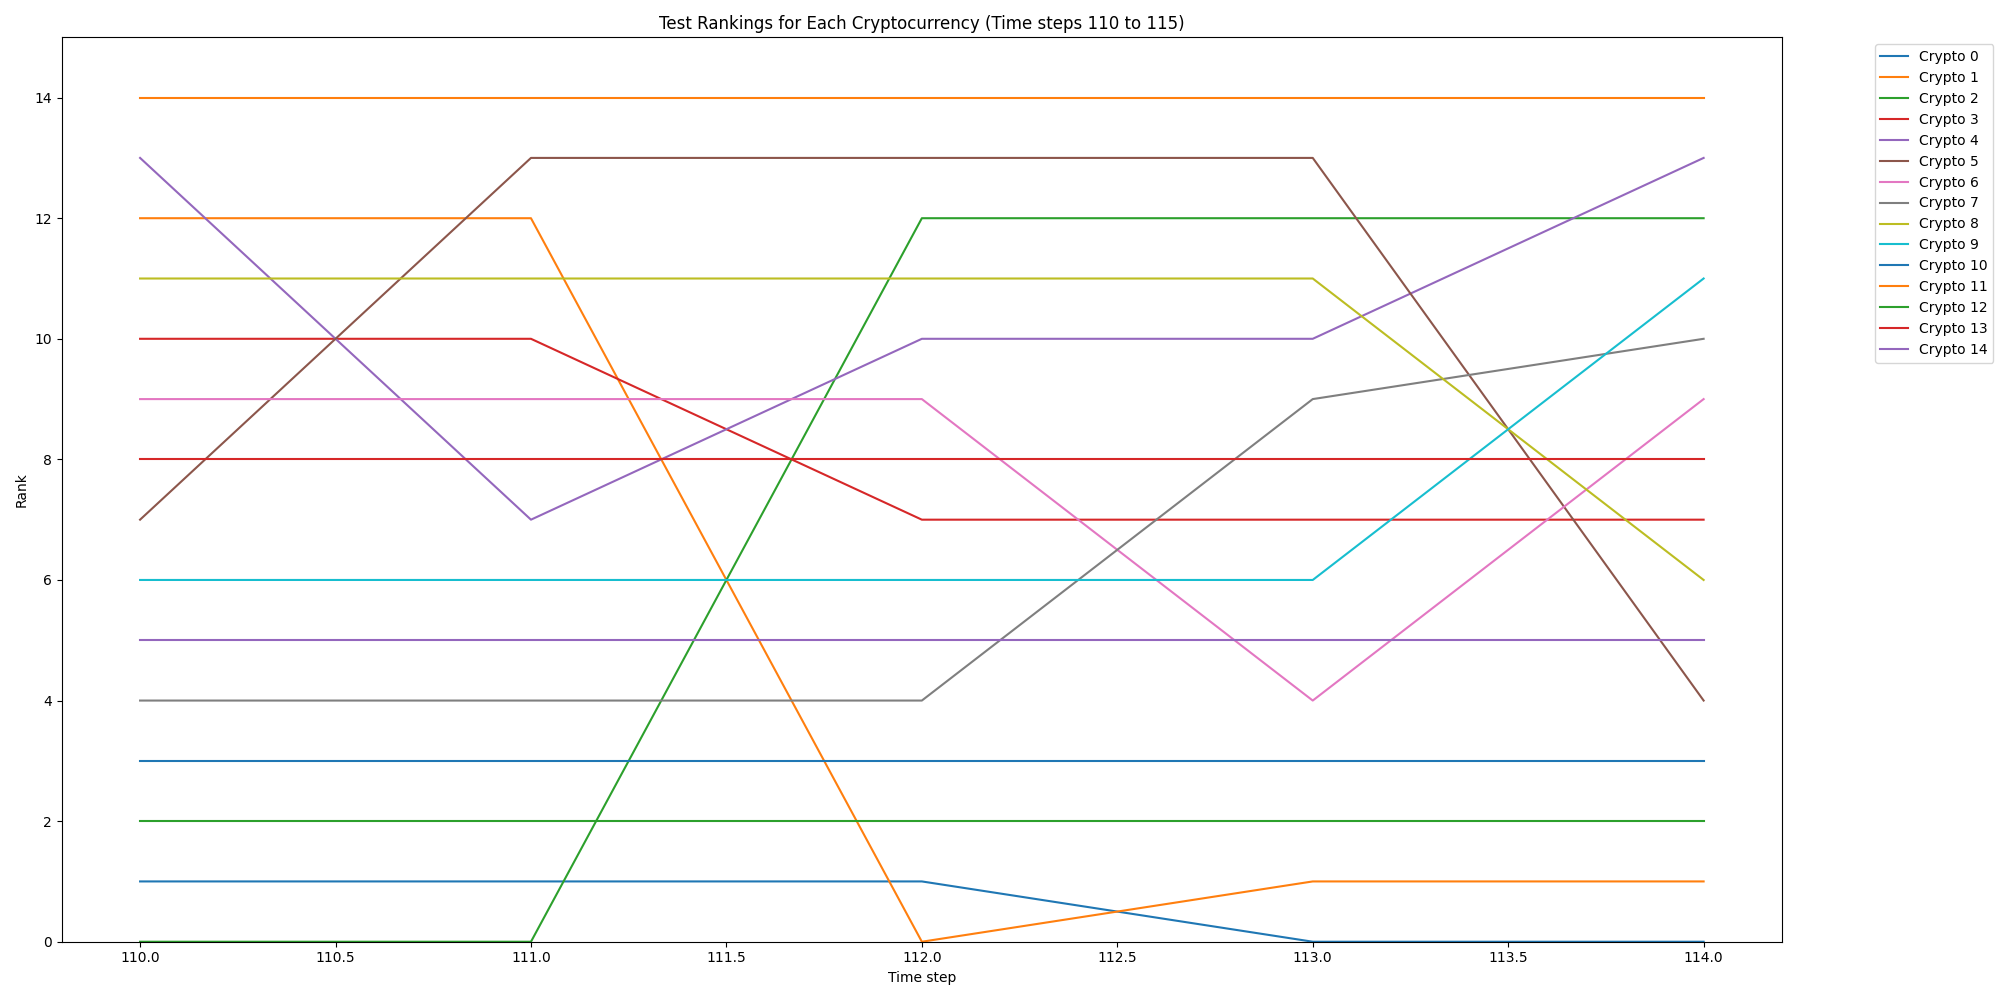 Test Rankings for Each Cryptocurrency (Time steps 110 to 115)
Rank
14
12
10
8
6
4
2
0
110.0 110.5 111.0 111.5 112.0 112.5 113.0 113.5 114.0
Time step
Crypto 0
Crypto 1
Crypto 2
Crypto 3
Crypto 4
Crypto 5
Crypto 6
Crypto 7
Crypto 8
Crypto 9
Crypto 10
Crypto 11
Crypto 12
Crypto 13
Crypto 14